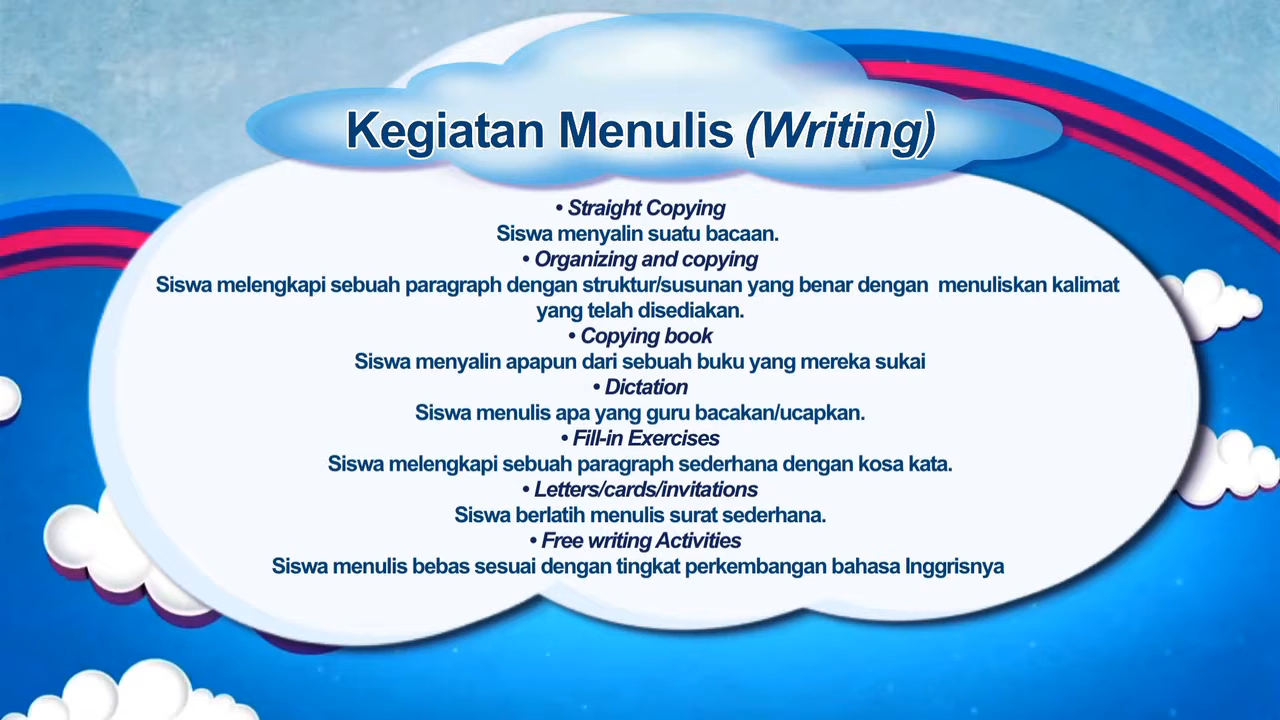 Kegiatan Menulis (Writing)
• Straight Copying
Siswa menyalin suatu bacaan.
• Organizing and copying
Siswa melengkapi sebuah paragraph dengan struktur/susunan yang benar dengan  menuliskan kalimat
yang telah disediakan.
• Copying book
Siswa menyalin apapun dari sebuah buku yang mereka sukai
• Dictation
Siswa menulis apa yang guru bacakan/ucapkan.
• Fill-in Exercises
Siswa melengkapi sebuah paragraph sederhana dengan kosa kata.
• Letters/cards/invitations
Siswa berlatih menulis surat sederhana.
• Free writing Activities
Siswa menulis bebas sesuai dengan tingkat perkembangan bahasa Inggrisnya